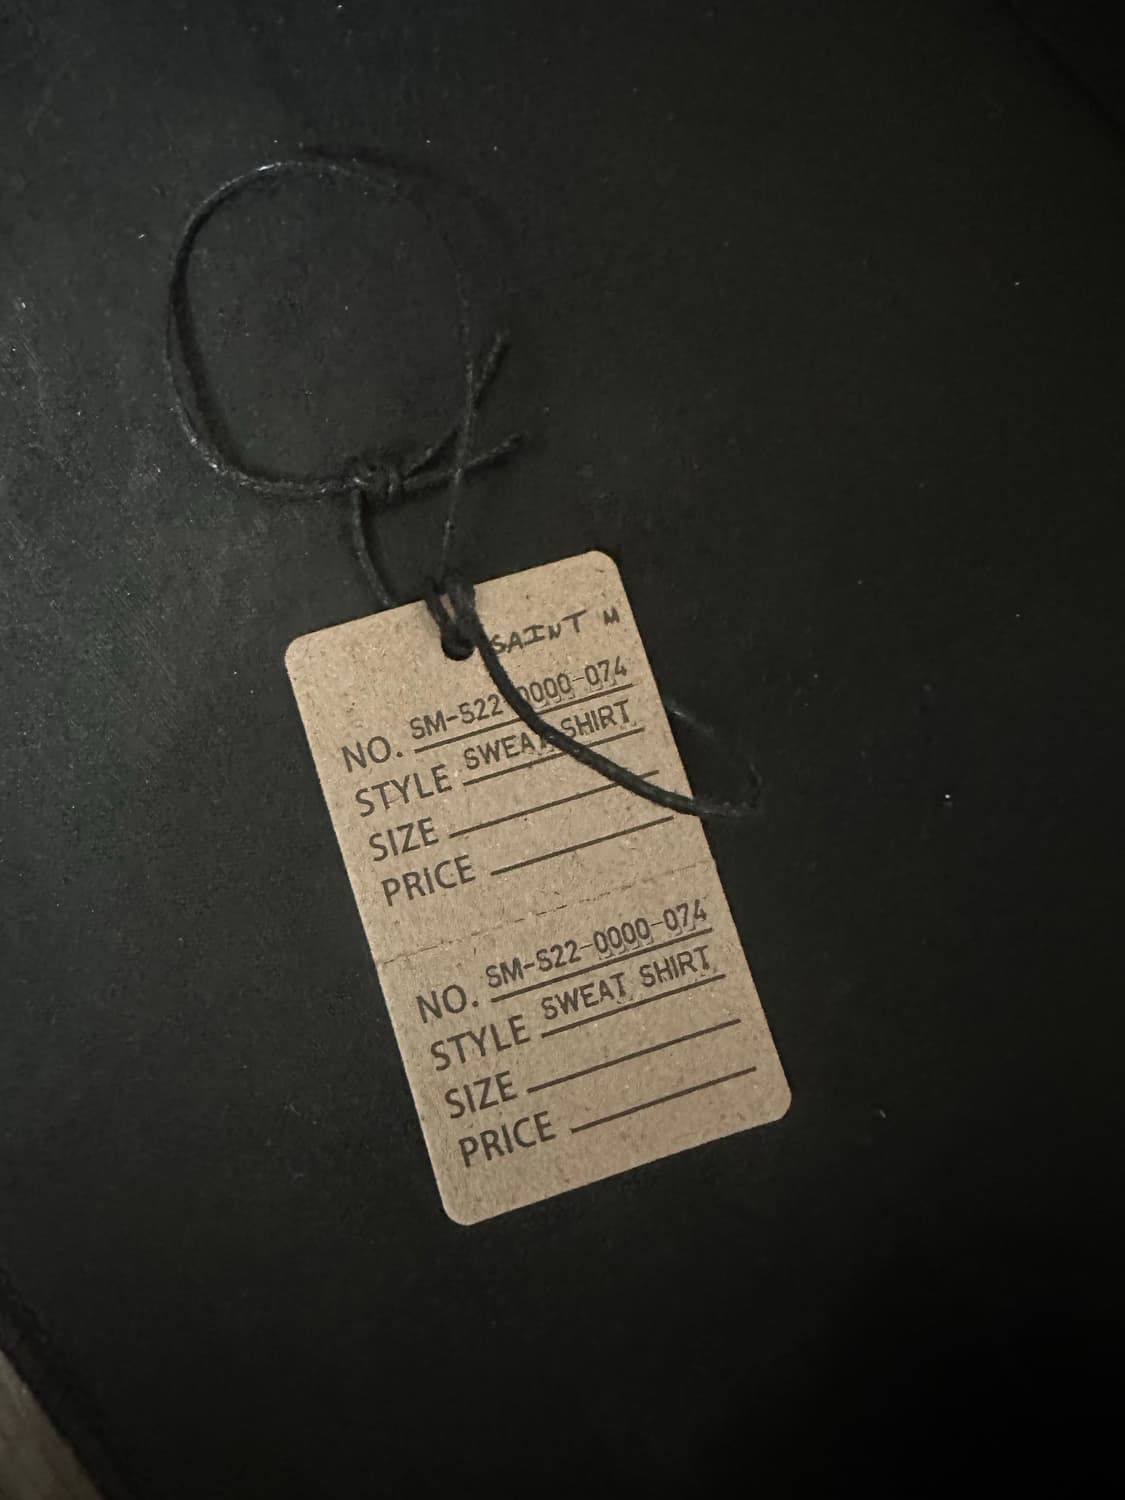 SAINT M
NO. SM-S22-0000-074
STYLE SWEAT SHIRT
SIZE
PRICE
NO. SM-S22-0000-074
STYLE SWEAT SHIRT
SIZE
PRICE